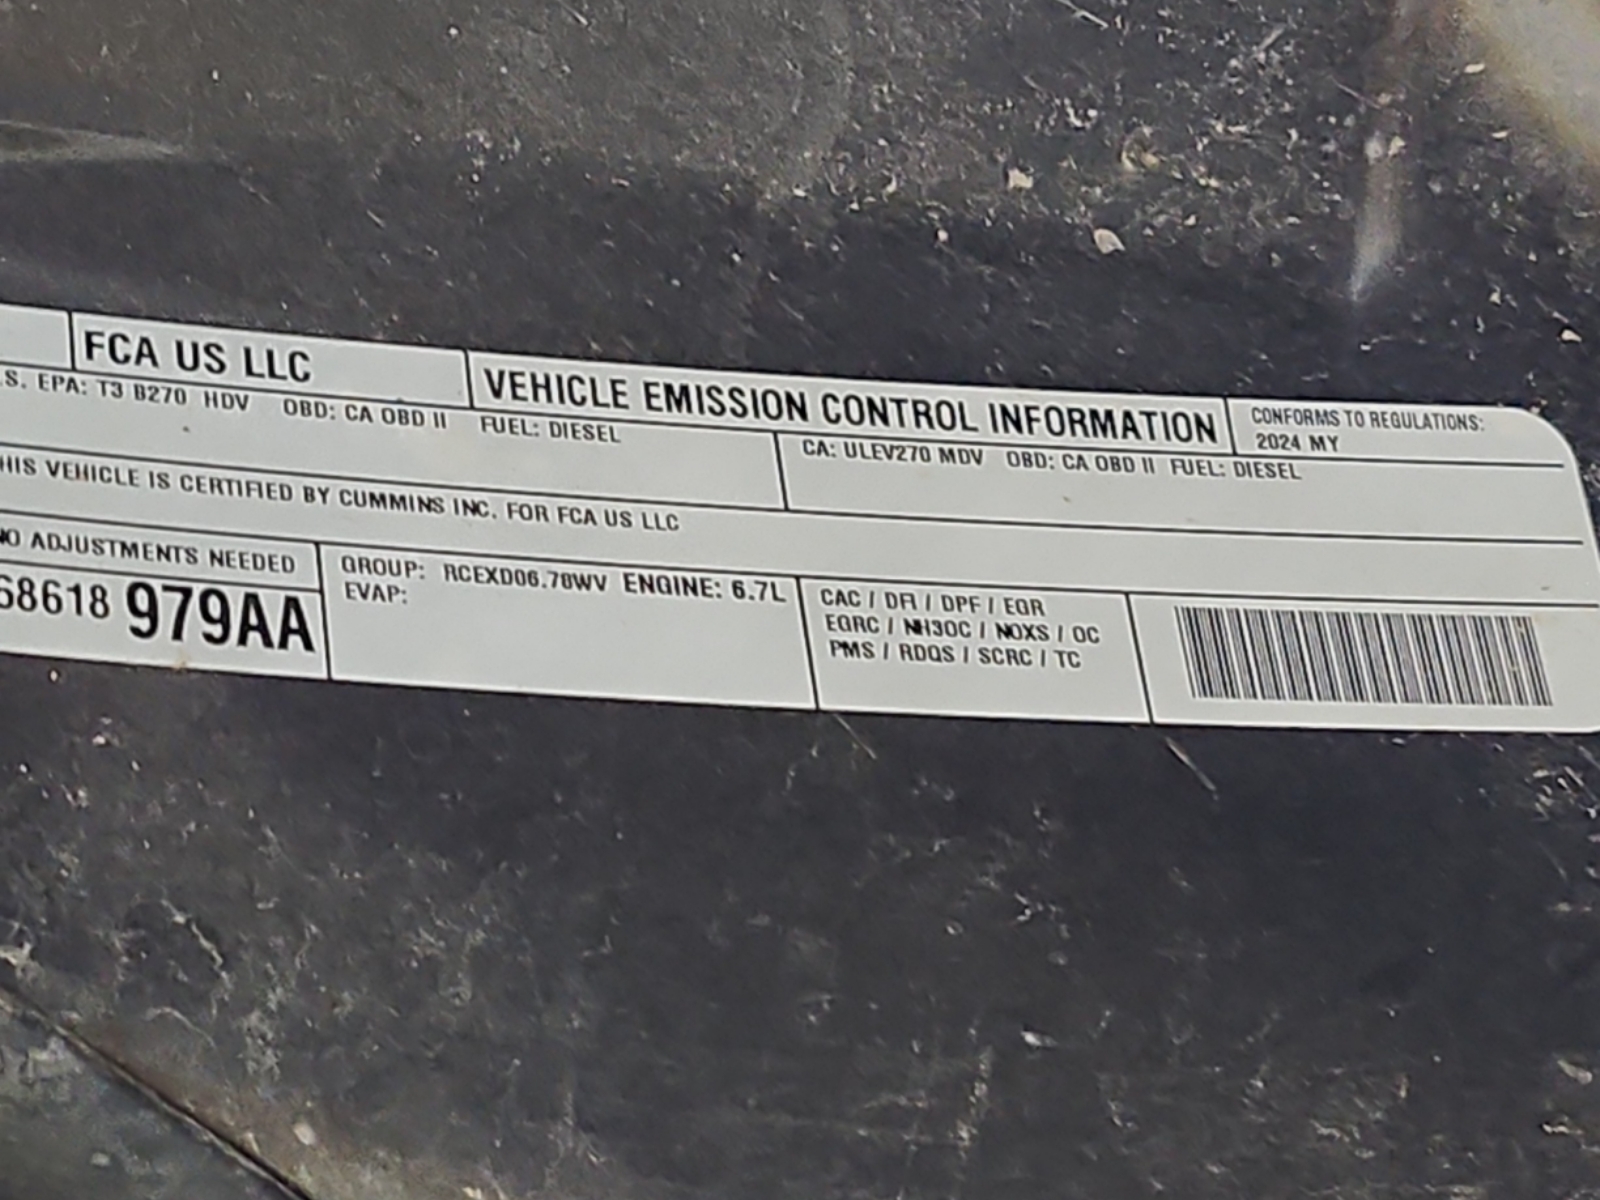 FCA US LLC
VEHICLE EMISSION CONTROL INFORMATION
CONFORMS TO REGULATIONS:
2024 MY
.S. EPA: T3 B270 HDV OBD: CA OBD II FUEL: DIESEL
CA: ULEV270 MDV OBD: CA OBD II FUEL: DIESEL
HIS VEHICLE IS CERTIFIED BY CUMMINS INC. FOR FCA US LLC
NO ADJUSTMENTS NEEDED
68618 979AA
GROUP: RCEXD06.78WV ENGINE: 6.7L
EVAP:
CAC / DFI / DPF / EGR
EGRC / NH3OC / NOXS / OC
PMS / RDQS / SCRC / TC